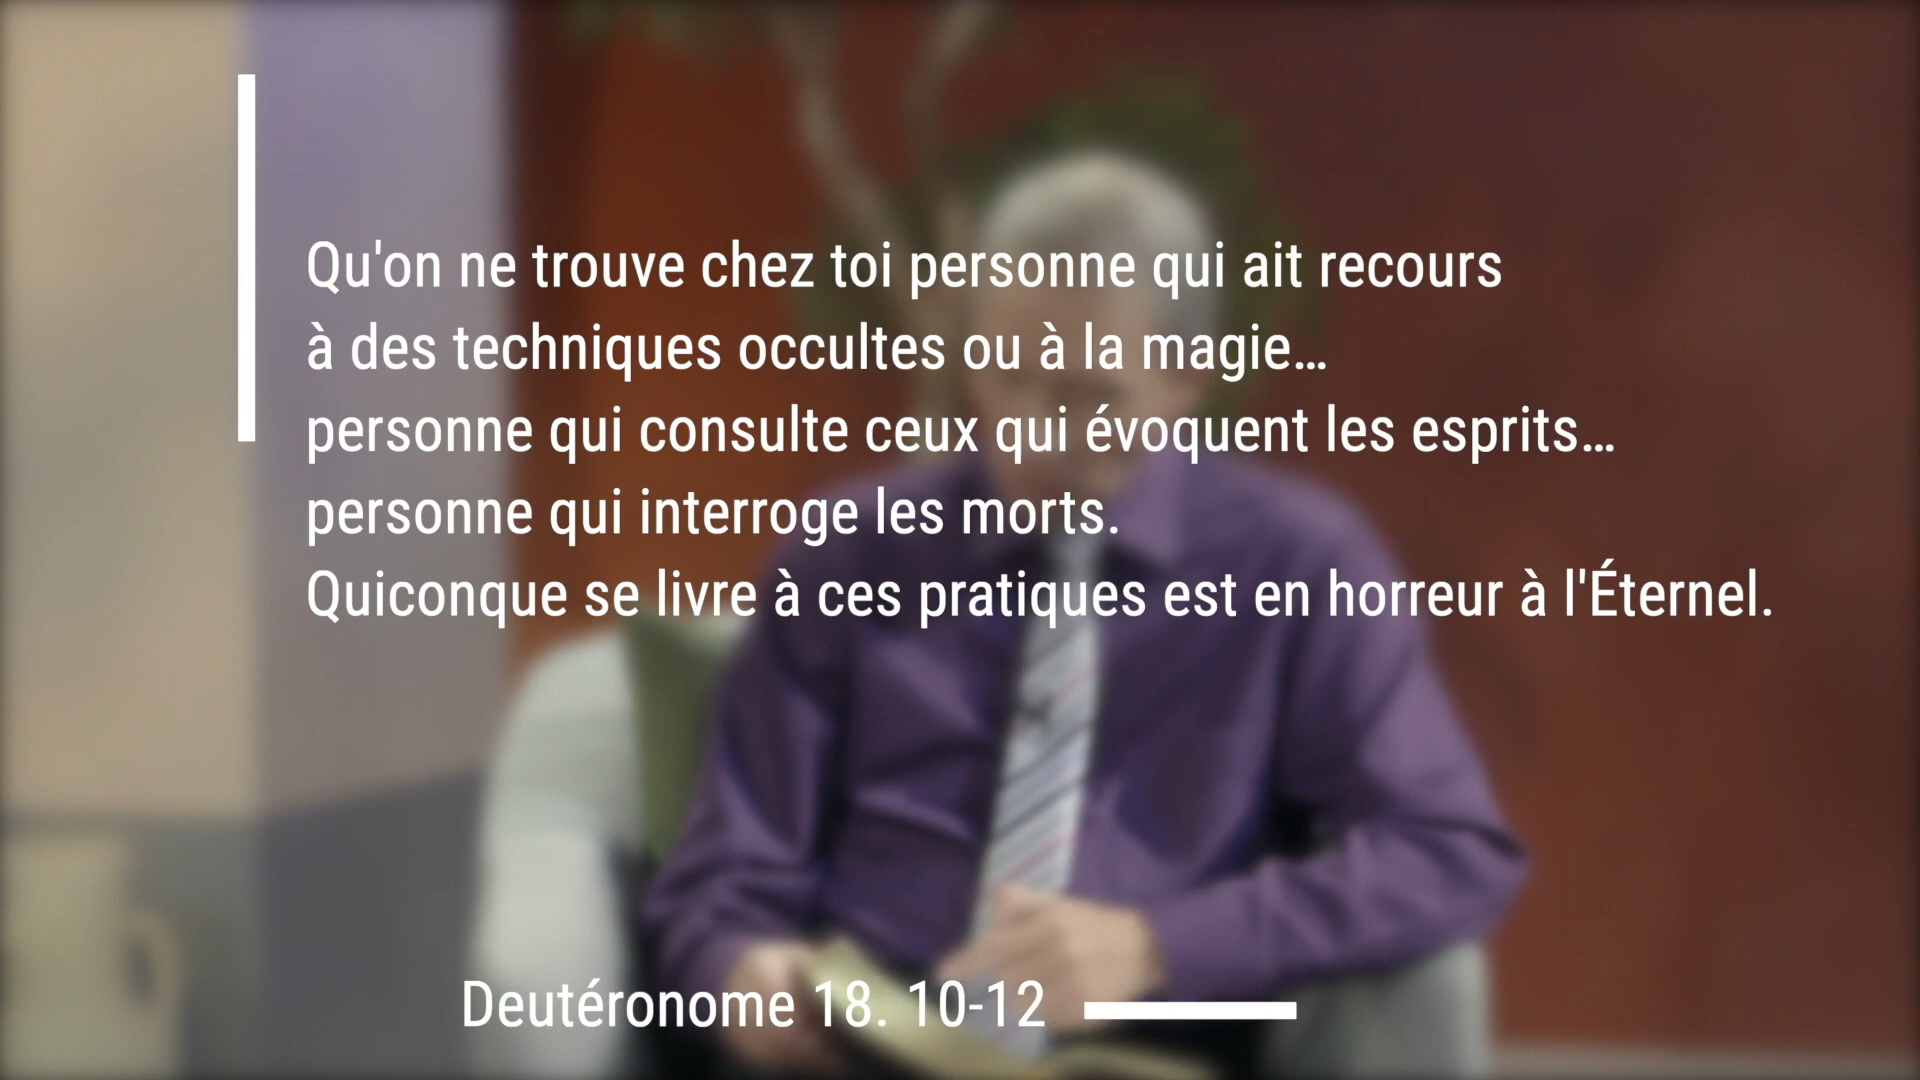 Qu'on ne trouve chez toi personne qui ait recours
à des techniques occultes ou à la magie…
personne qui consulte ceux qui évoquent les esprits…
personne qui interroge les morts.
Quiconque se livre à ces pratiques est en horreur à l'Éternel.
Deutéronome 18. 10-12